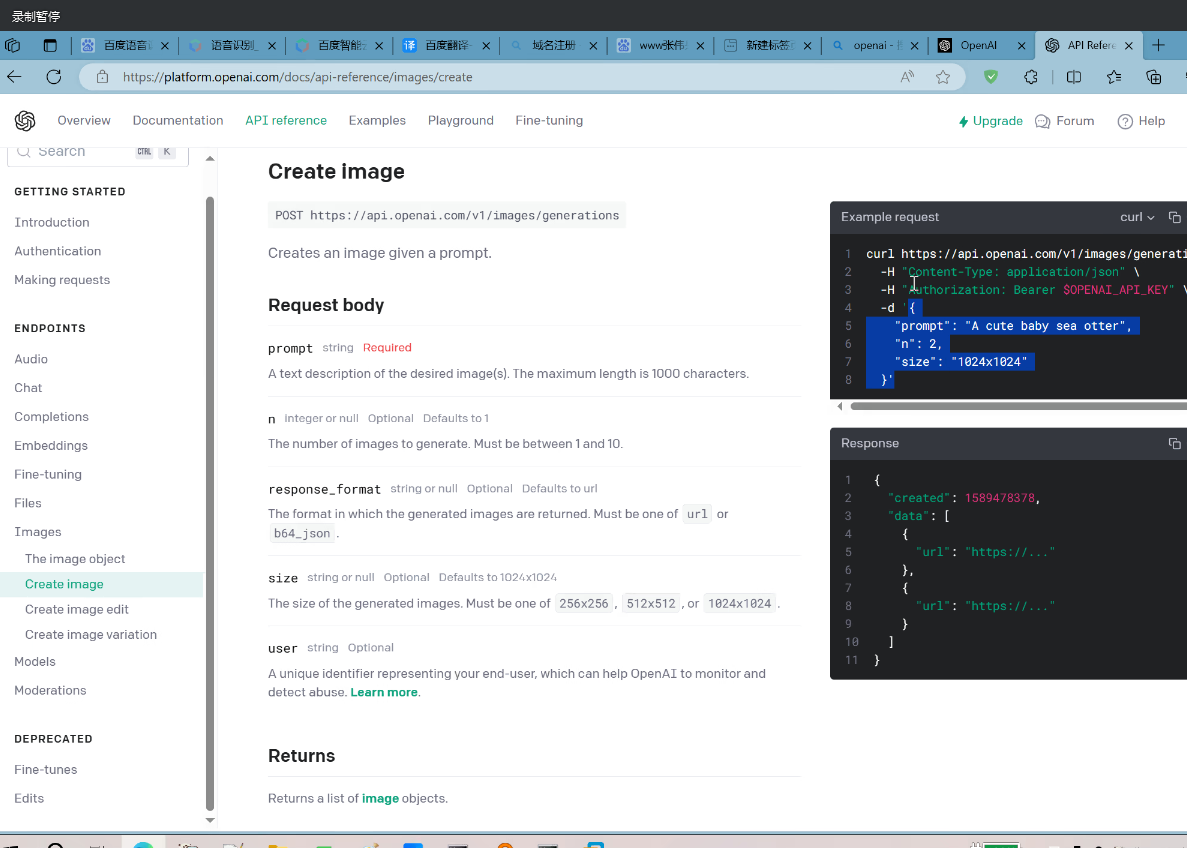 录制暂停
百度语音
语音识别_
百度智能
百度翻译-
域名注册
www张伟
新建标签
openai -
OpenAI
API Refere
https://platform.openai.com/docs/api-reference/images/create
Overview
Documentation
API reference
Examples
Playground
Fine-tuning
Upgrade
Forum
Help
Search
CTRL K
GETTING STARTED
Introduction
Authentication
Making requests
ENDPOINTS
Audio
Chat
Completions
Embeddings
Fine-tuning
Files
Images
The image object
Create image
Create image edit
Create image variation
Models
Moderations
DEPRECATED
Fine-tunes
Edits
Create image
POST https://api.openai.com/v1/images/generations
Creates an image given a prompt.
Request body
prompt string Required
A text description of the desired image(s). The maximum length is 1000 characters.
n integer or null Optional Defaults to 1
The number of images to generate. Must be between 1 and 10.
response_format string or null Optional Defaults to url
The format in which the generated images are returned. Must be one of url or
b64_json .
size string or null Optional Defaults to 1024x1024
The size of the generated images. Must be one of 256x256 , 512x512 , or 1024x1024 .
user string Optional
A unique identifier representing your end-user, which can help OpenAI to monitor and
detect abuse. Learn more.
Returns
Returns a list of image objects.
Example request
curl
1 curl https://api.openai.com/v1/images/generati
2 -H "Content-Type: application/json" \
3 -H "Authorization: Bearer $OPENAI_API_KEY" \
4 -d '{
5 "prompt": "A cute baby sea otter",
6 "n": 2,
7 "size": "1024x1024"
8 }'
Response
1 {
2 "created": 1589478378,
3 "data": [
4 {
5 "url": "https://..."
6 },
7 {
8 "url": "https://..."
9 }
10 ]
11 }